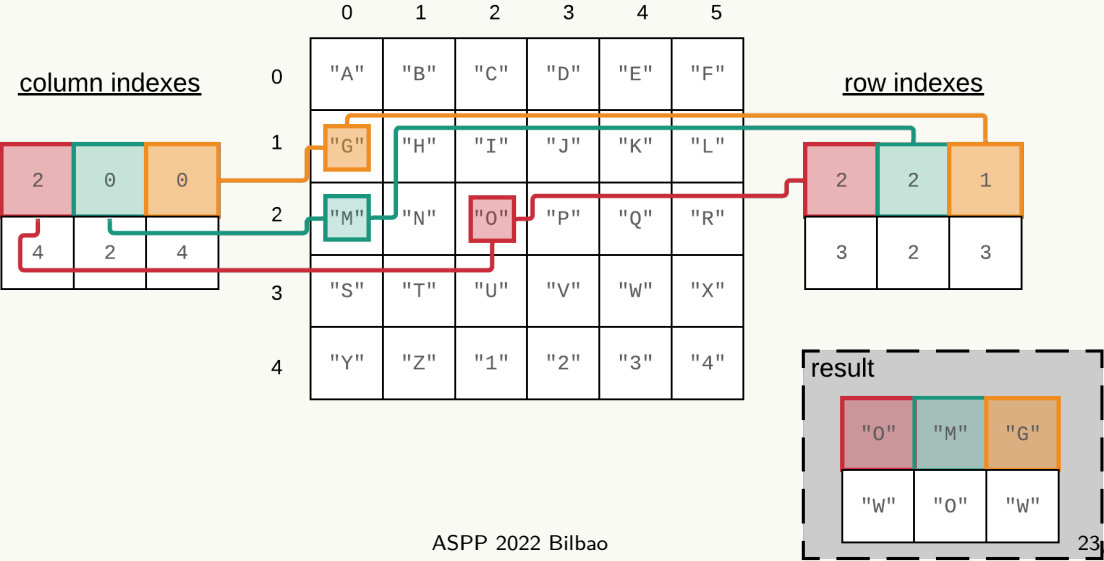 0 1 2 3 4 5
column indexes
row indexes
0 "A" "B" "C" "D" "E" "F"
1 "G" "H" "I" "J" "K" "L"
2 0 0
2 2 1
2 "M" "N" "O" "P" "Q" "R"
4 2 4
3 2 3
3 "S" "T" "U" "V" "W" "X"
4 "Y" "Z" "1" "2" "3" "4"
result
"O" "M" "G"
"W" "O" "W"
ASPP 2022 Bilbao
23